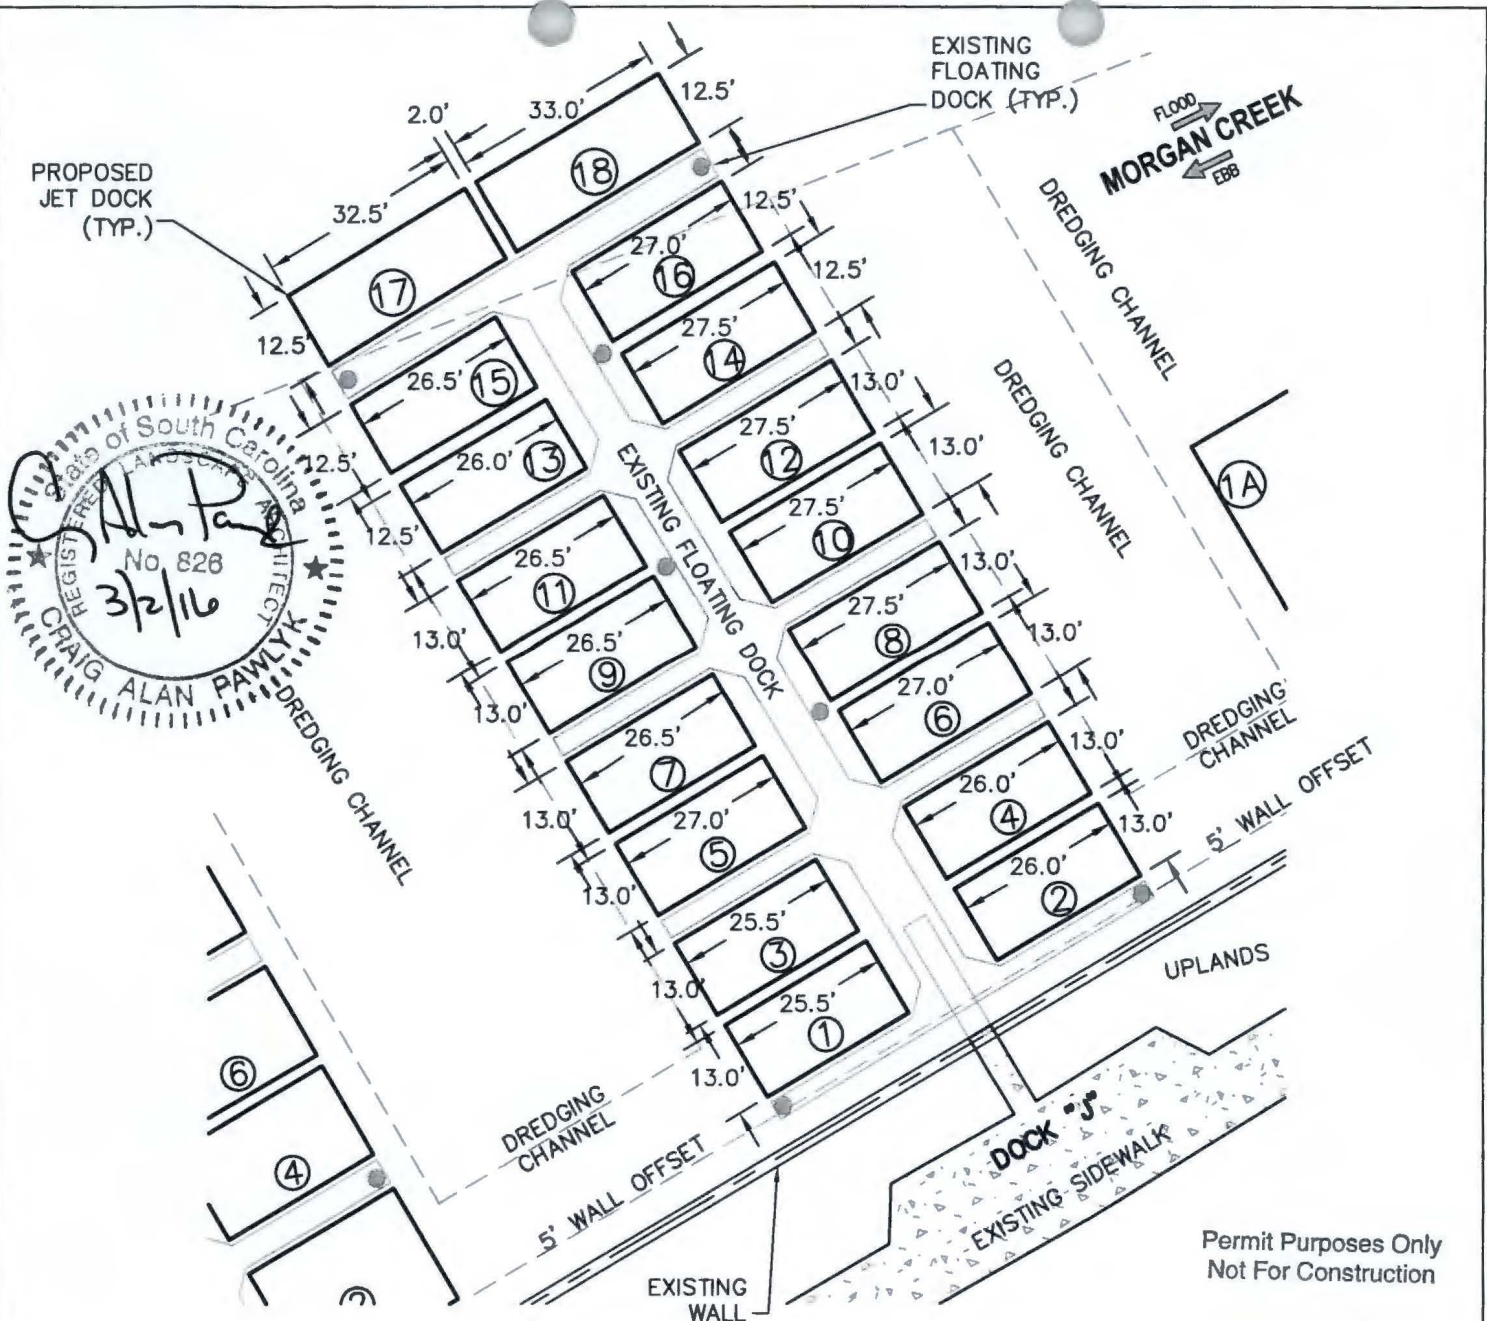 EXISTING
FLOATING
DOCK (TYP.)
FLOOD
MORGAN CREEK
EBB
PROPOSED
JET DOCK
(TYP.)
2.0'
33.0'
12.5'
18
32.5'
17
12.5'
12.5'
27.0'
16
12.5'
27.5'
14
26.5'
15
12.5'
26.0'
13
12.5'
13.0'
27.5'
12
13.0'
27.5'
10
26.5'
11
13.0'
26.5'
9
13.0'
13.0'
27.5'
8
13.0'
27.0'
6
26.5'
7
13.0'
27.0'
5
13.0'
13.0'
26.0'
4
13.0'
26.0'
2
25.5'
3
13.0'
25.5'
1
13.0'
EXISTING FLOATING DOCK
DREDGING CHANNEL
DREDGING CHANNEL
1A
DREDGING
CHANNEL
5' WALL OFFSET
UPLANDS
State of South Carolina
REGISTERED LANDSCAPE ARCHITECT
No. 826
3/2/16
CRAIG ALAN PAWLYK
DREDGING CHANNEL
6
4
2
DREDGING
CHANNEL
5' WALL OFFSET
DOCK "J"
EXISTING SIDEWALK
EXISTING
WALL
Permit Purposes Only
Not For Construction